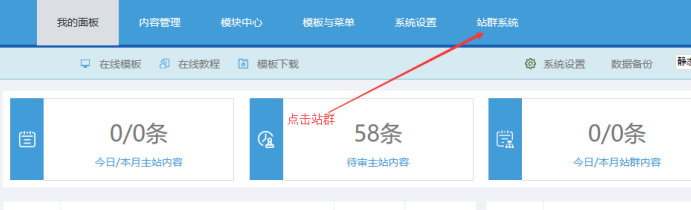 我的面板 内容管理 模块中心 模板与菜单 系统设置 站群系统
在线模板 在线教程 模板下载 系统设置 数据备份 静态
点击站群
0/0条 58条 0/0条
今日/本月主站内容 待审主站内容 今日/本月站群内容